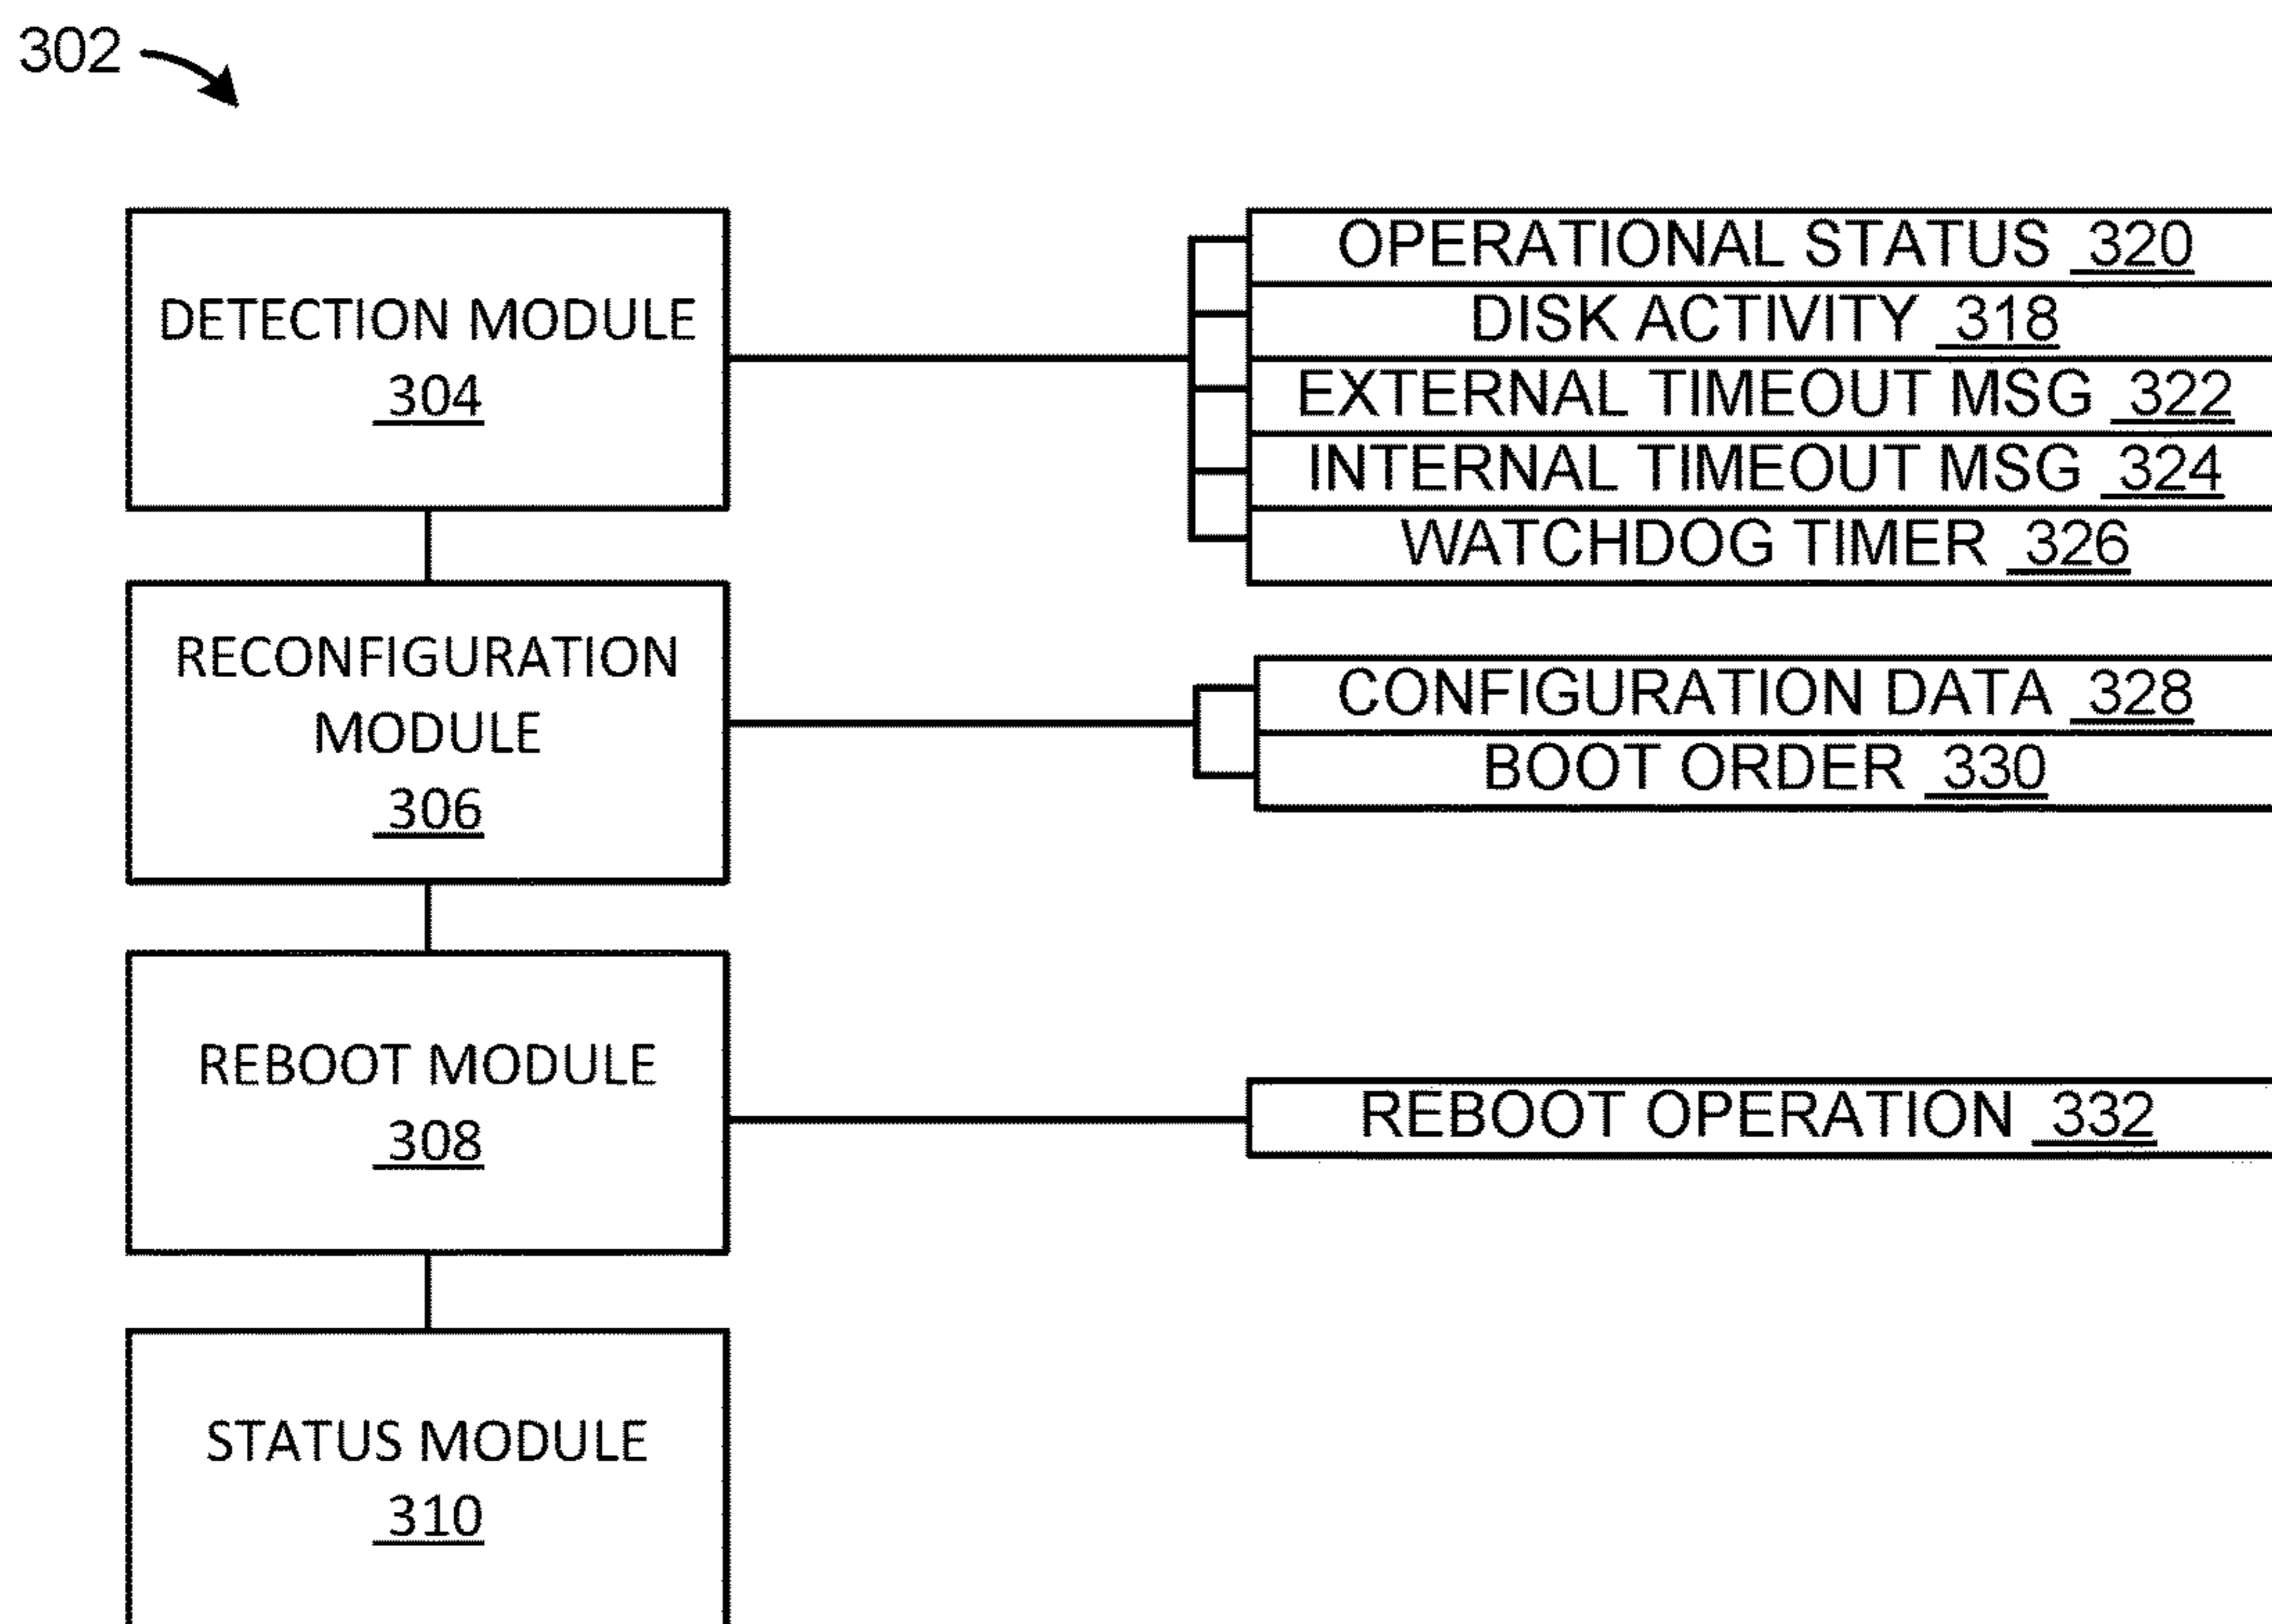 302
DETECTION MODULE
304
OPERATIONAL STATUS 320
DISK ACTIVITY 318
EXTERNAL TIMEOUT MSG 322
INTERNAL TIMEOUT MSG 324
WATCHDOG TIMER 326
RECONFIGURATION
MODULE
306
CONFIGURATION DATA 328
BOOT ORDER 330
REBOOT MODULE
308
REBOOT OPERATION 332
STATUS MODULE
310